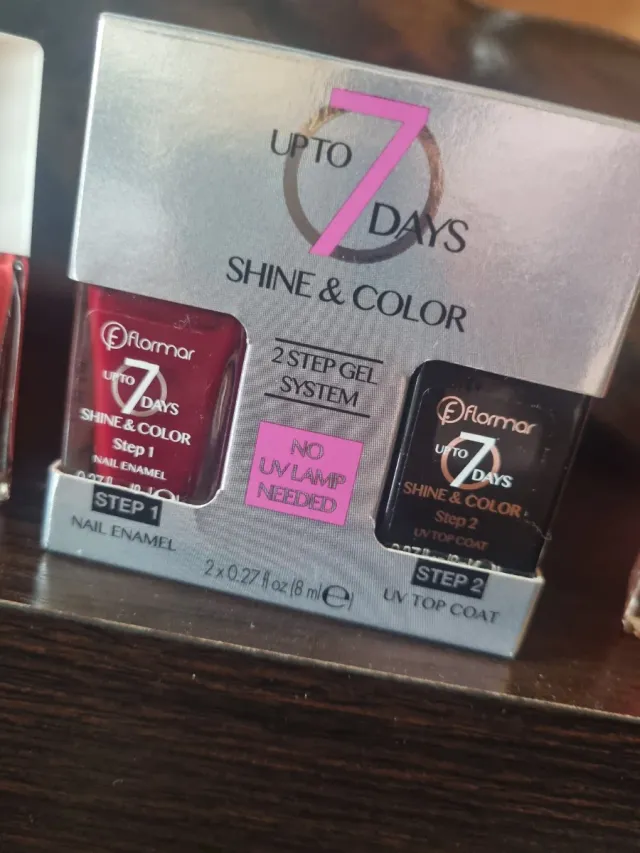 UP TO 7 DAYS
SHINE & COLOR
2 STEP GEL
SYSTEM
NO
UV LAMP
NEEDED
flormar
UP TO 7 DAYS
SHINE & COLOR
Step 1
NAIL ENAMEL
STEP 1
NAIL ENAMEL
flormar
UP TO 7 DAYS
SHINE & COLOR
Step 2
UV TOP COAT
STEP 2
UV TOP COAT
2 x 0.27 fl oz (8 ml e)